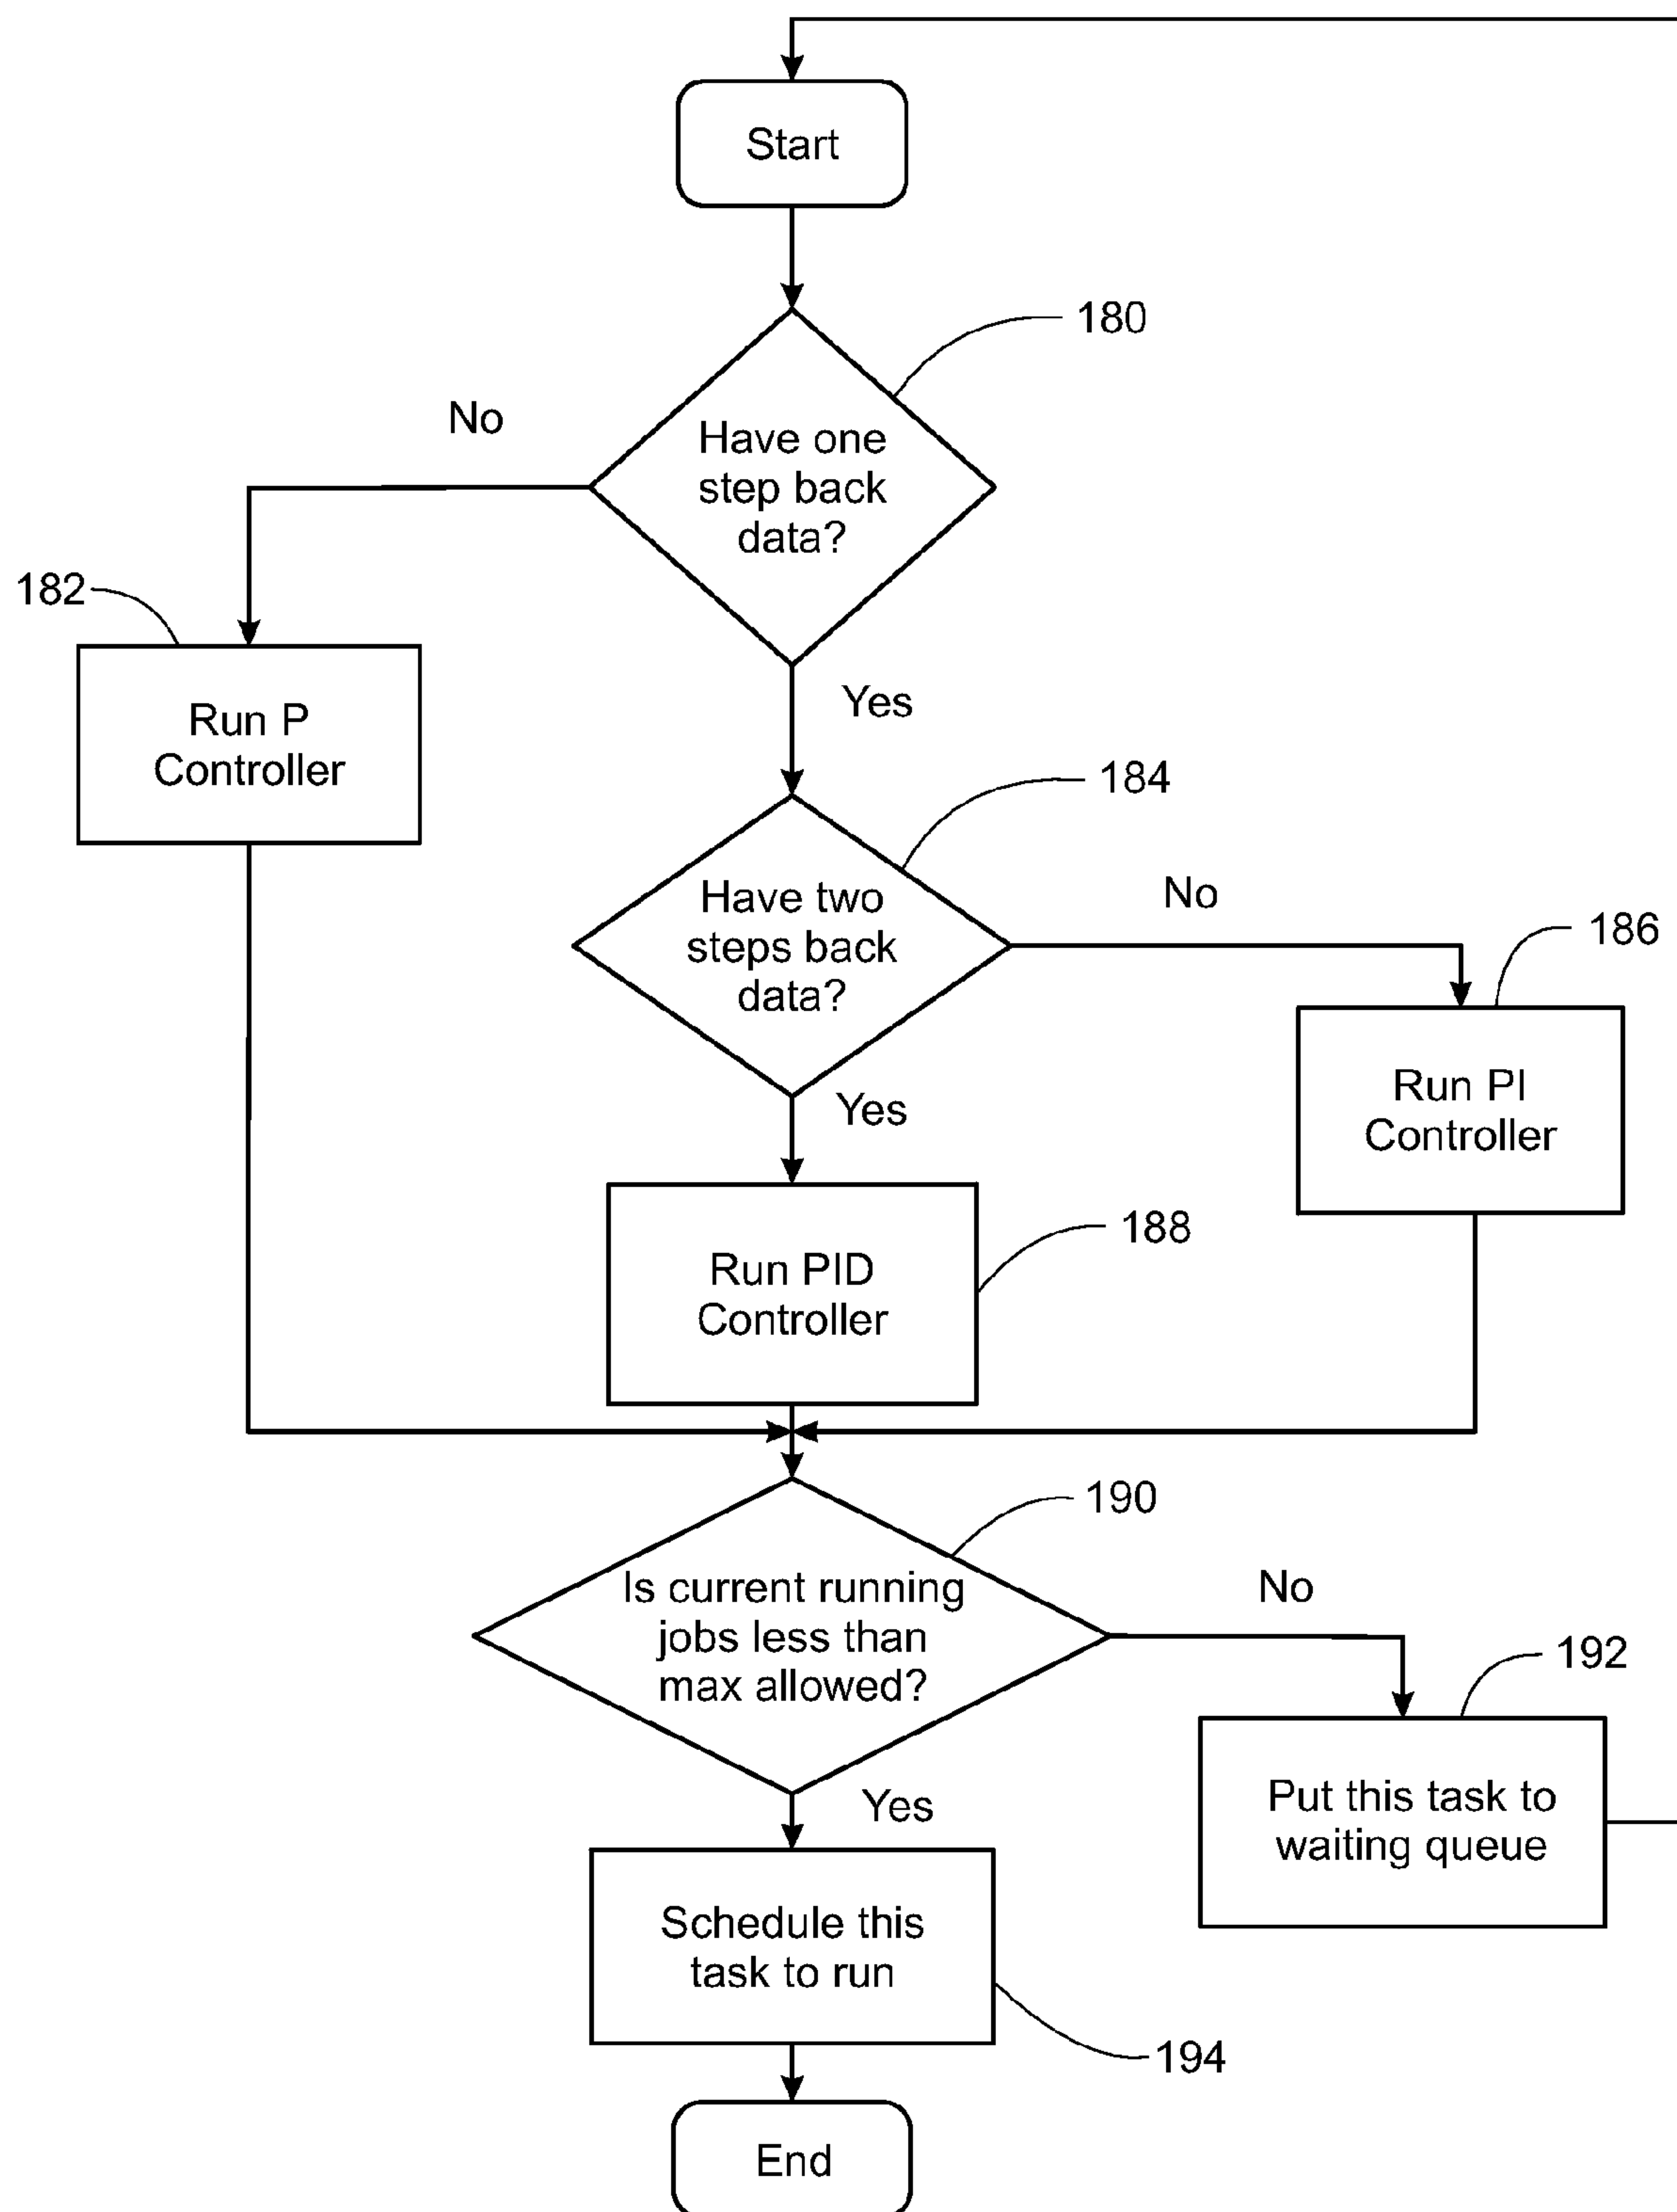 Start
180
No
Have one
step back
data?
182
Yes
Run P
Controller
184
Have two
steps back
data?
No
186
Yes
Run PI
Controller
188
Run PID
Controller
190
Is current running
jobs less than
max allowed?
No
192
Yes
Put this task to
waiting queue
Schedule this
task to run
194
End